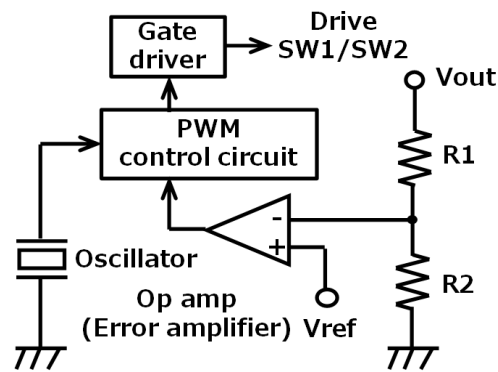 Gate
driver
Drive
SW1/SW2
Vout
PWM
control circuit
R1
-
+
Oscillator
R2
Op amp
(Error amplifier)
Vref